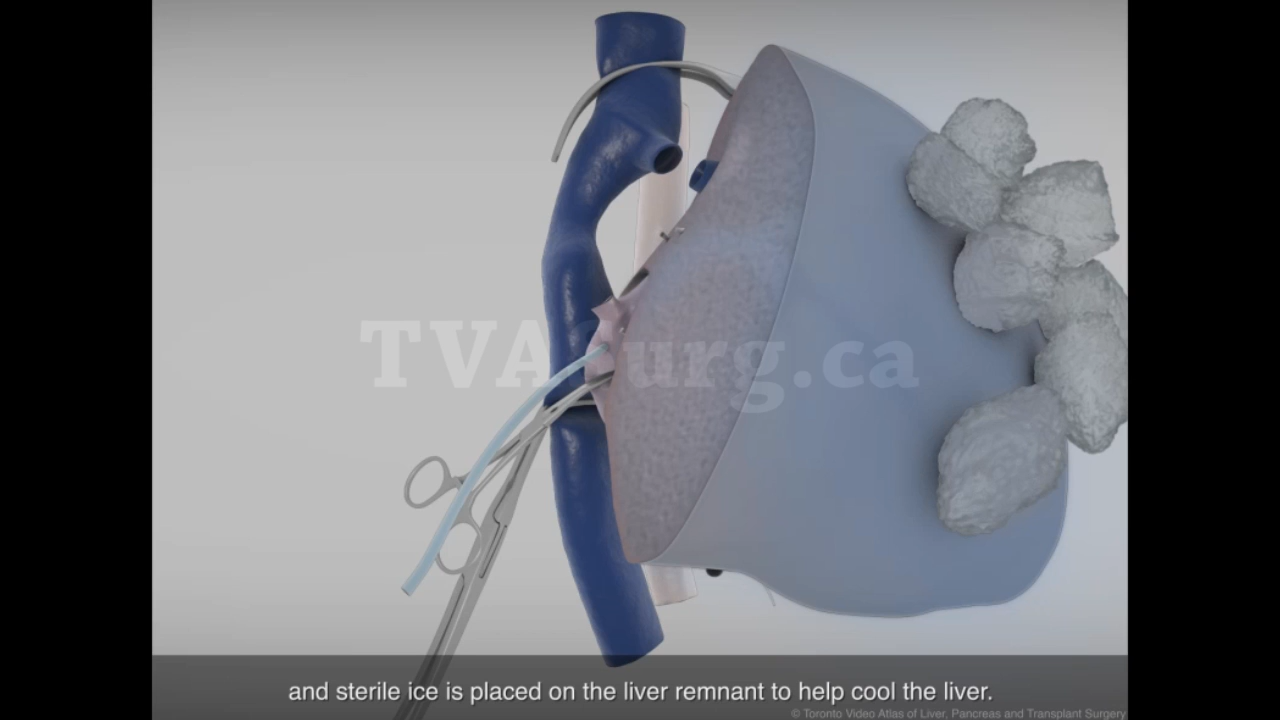 TVASurg.ca
and sterile ice is placed on the liver remnant to help cool the liver.
© Toronto Video Atlas of Liver, Pancreas and Transplant Surgery